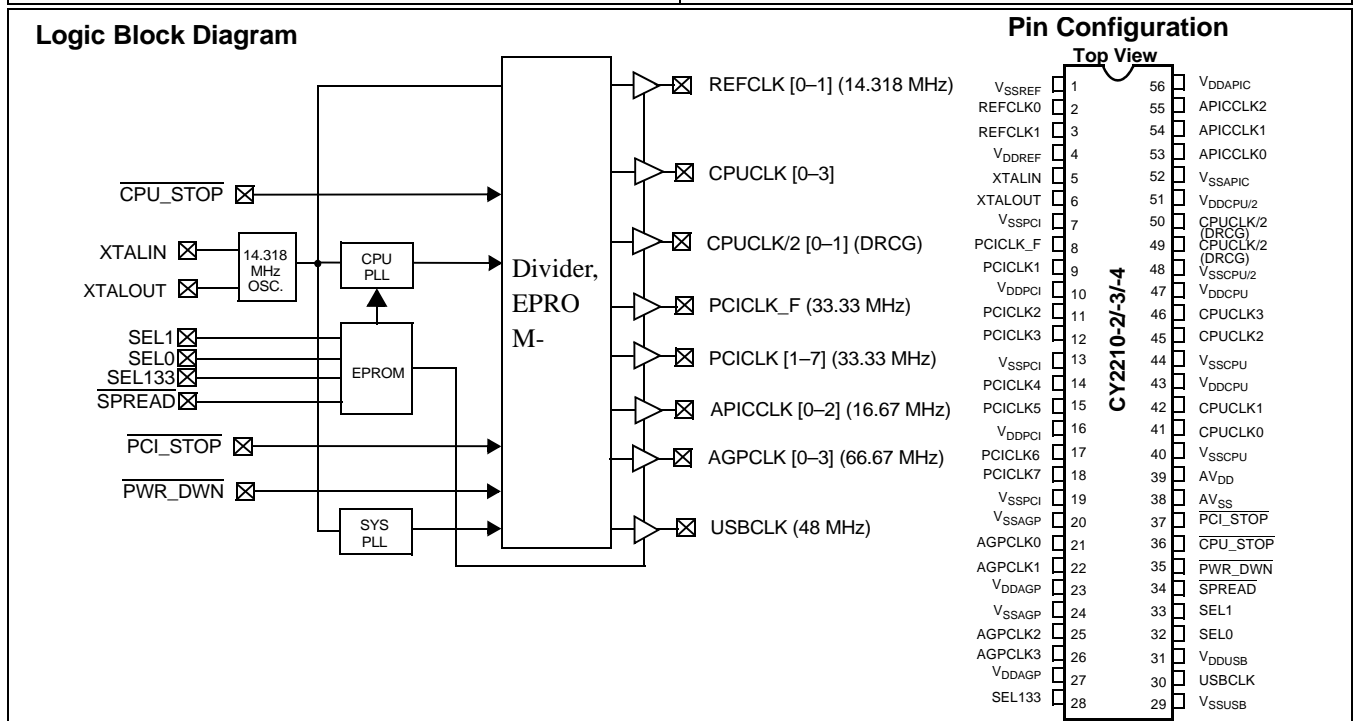 Logic Block Diagram
CPU_STOP
XTALIN
XTALOUT
14.318
MHz
OSC.
CPU
PLL
SEL1
SEL0
SEL133
SPREAD
EPROM
PCI_STOP
PWR_DWN
SYS
PLL
Divider,
EPRO
M-
REFCLK [0–1] (14.318 MHz)
CPUCLK [0–3]
CPUCLK/2 [0–1] (DRCG)
PCICLK_F (33.33 MHz)
PCICLK [1–7] (33.33 MHz)
APICCLK [0–2] (16.67 MHz)
AGPCLK [0–3] (66.67 MHz)
USBCLK (48 MHz)
Pin Configuration
Top View
CY2210-2/-3/-4
VSSREF 1 56 VDDAPIC
REFCLK0 2 55 APICCLK2
REFCLK1 3 54 APICCLK1
VDDREF 4 53 APICCLK0
XTALIN 5 52 VSSAPIC
XTALOUT 6 51 VDDCPU/2
VSSPCI 7 50 CPUCLK/2
(DRCG)
PCICLK_F 8 49 CPUCLK/2
(DRCG)
PCICLK1 9 48 VSSCPU/2
VDDPCI 10 47 VDDCPU
PCICLK2 11 46 CPUCLK3
PCICLK3 12 45 CPUCLK2
VSSPCI 13 44 VSSCPU
PCICLK4 14 43 VDDCPU
PCICLK5 15 42 CPUCLK1
VDDPCI 16 41 CPUCLK0
PCICLK6 17 40 VSSCPU
PCICLK7 18 39 AVDD
VSSPCI 19 38 AVSS
VSSAGP 20 37 PCI_STOP
AGPCLK0 21 36 CPU_STOP
AGPCLK1 22 35 PWR_DWN
VDDAGP 23 34 SPREAD
VSSAGP 24 33 SEL1
AGPCLK2 25 32 SEL0
AGPCLK3 26 31 VDDUSB
VDDAGP 27 30 USBCLK
SEL133 28 29 VSSUSB